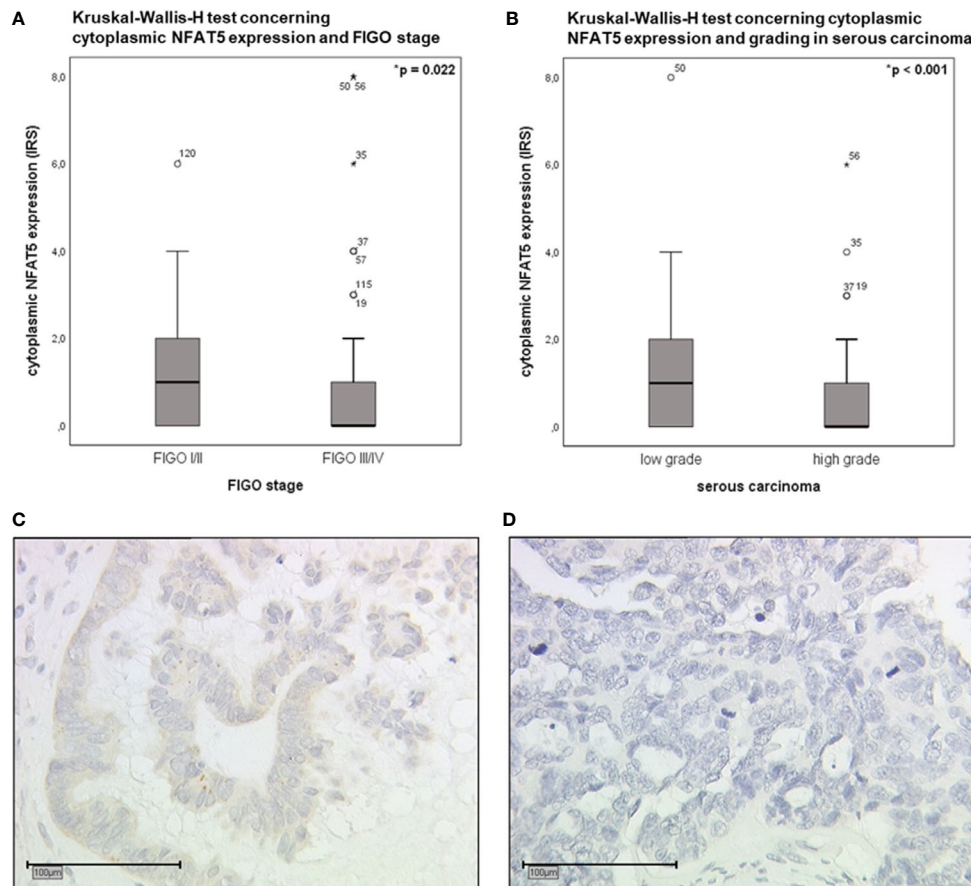 A
Kruskal-Wallis-H test concerning
cytoplasmic NFAT5 expression and FIGO stage
*p = 0.022
cytoplasmic NFAT5 expression (IRS)
8,0
6,0
4,0
2,0
,0
50 56
120
35
37
57
115
19
FIGO I/II
FIGO III/IV
FIGO stage
B
Kruskal-Wallis-H test concerning cytoplasmic
NFAT5 expression and grading in serous carcinoma
*p < 0.001
cytoplasmic NFAT5 expression (IRS)
8,0
6,0
4,0
2,0
,0
50
56
35
37 19
low grade
high grade
serous carcinoma
C
100µm
D
100µm